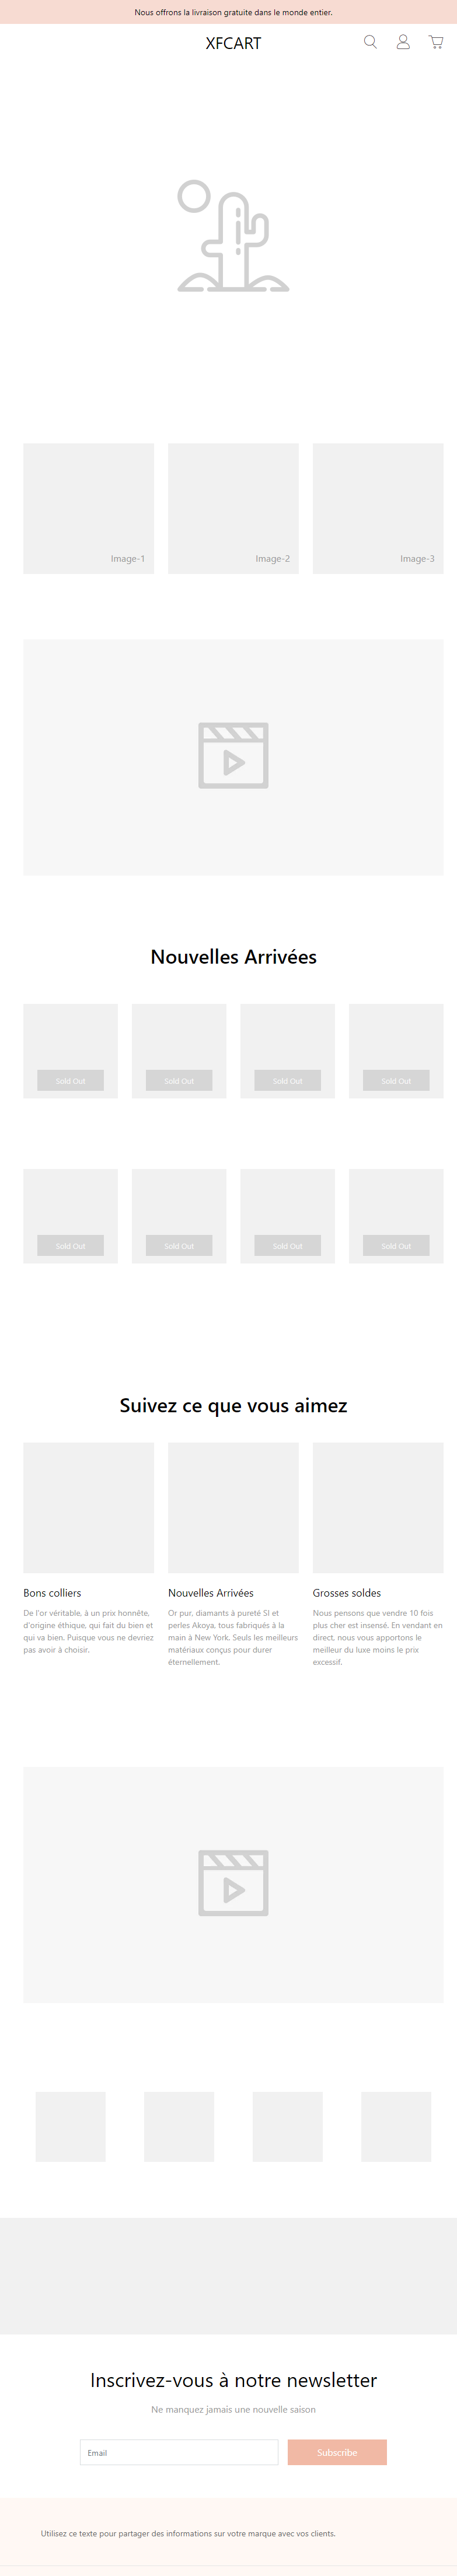 Nous offrons la livraison gratuite dans le monde entier.
XFCART
Image-1
Image-2
Image-3
Nouvelles Arrivées
Sold Out
Sold Out
Sold Out
Sold Out
Sold Out
Sold Out
Sold Out
Sold Out
Suivez ce que vous aimez
Bons colliers
De l'or véritable, à un prix honnête,
d'origine éthique, qui fait du bien et
qui va bien. Puisque vous ne devriez
pas avoir à choisir.
Nouvelles Arrivées
Or pur, diamants à pureté SI et
perles Akoya, tous fabriqués à la
main à New York. Seuls les meilleurs
matériaux conçus pour durer
éternellement.
Grosses soldes
Nous pensons que vendre 10 fois
plus cher est insensé. En vendant en
direct, nous vous apportons le
meilleur du luxe moins le prix
excessif.
Inscrivez-vous à notre newsletter
Ne manquez jamais une nouvelle saison
Email
Subscribe
Utilisez ce texte pour partager des informations sur votre marque avec vos clients.